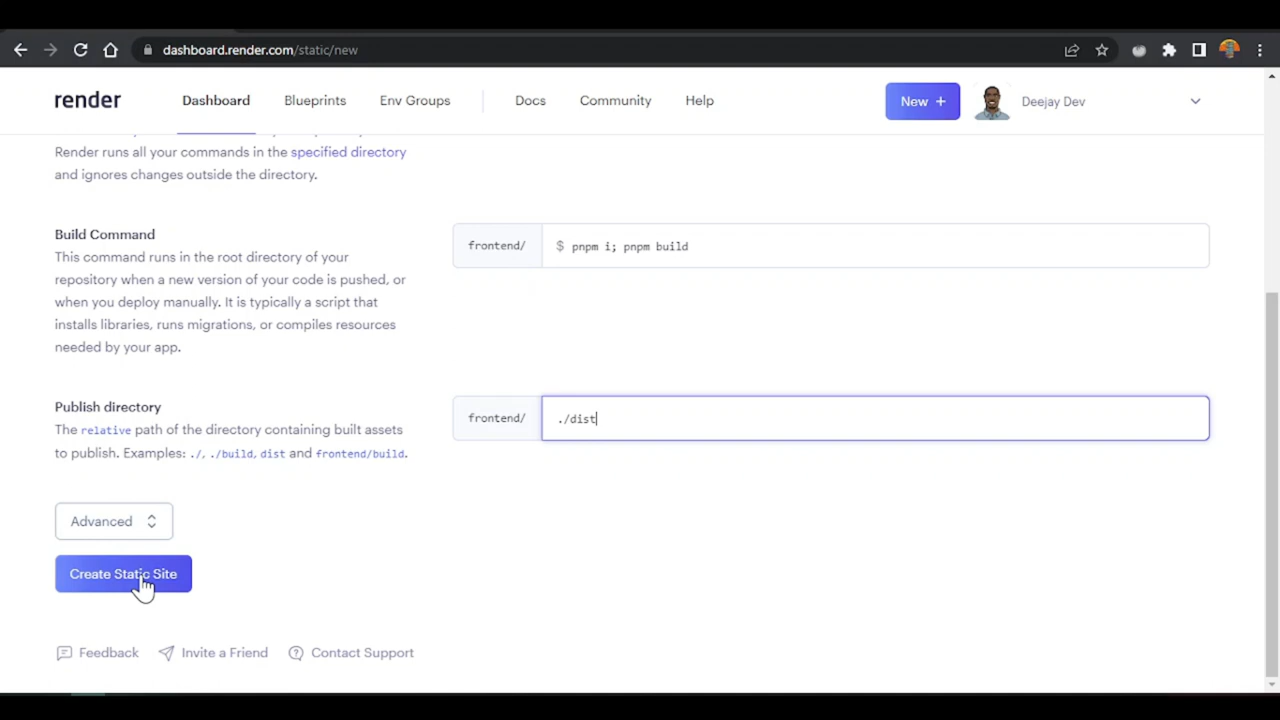 dashboard.render.com/static/new
render
Dashboard
Blueprints
Env Groups
Docs
Community
Help
New +
Deejay Dev
Render runs all your commands in the specified directory
and ignores changes outside the directory.
Build Command
This command runs in the root directory of your
repository when a new version of your code is pushed, or
when you deploy manually. It is typically a script that
installs libraries, runs migrations, or compiles resources
needed by your app.
frontend/
$ pnpm i; pnpm build
Publish directory
The relative path of the directory containing built assets
to publish. Examples: ./, ./build, dist and frontend/build.
frontend/
./dist
Advanced
Create Static Site
Feedback
Invite a Friend
Contact Support